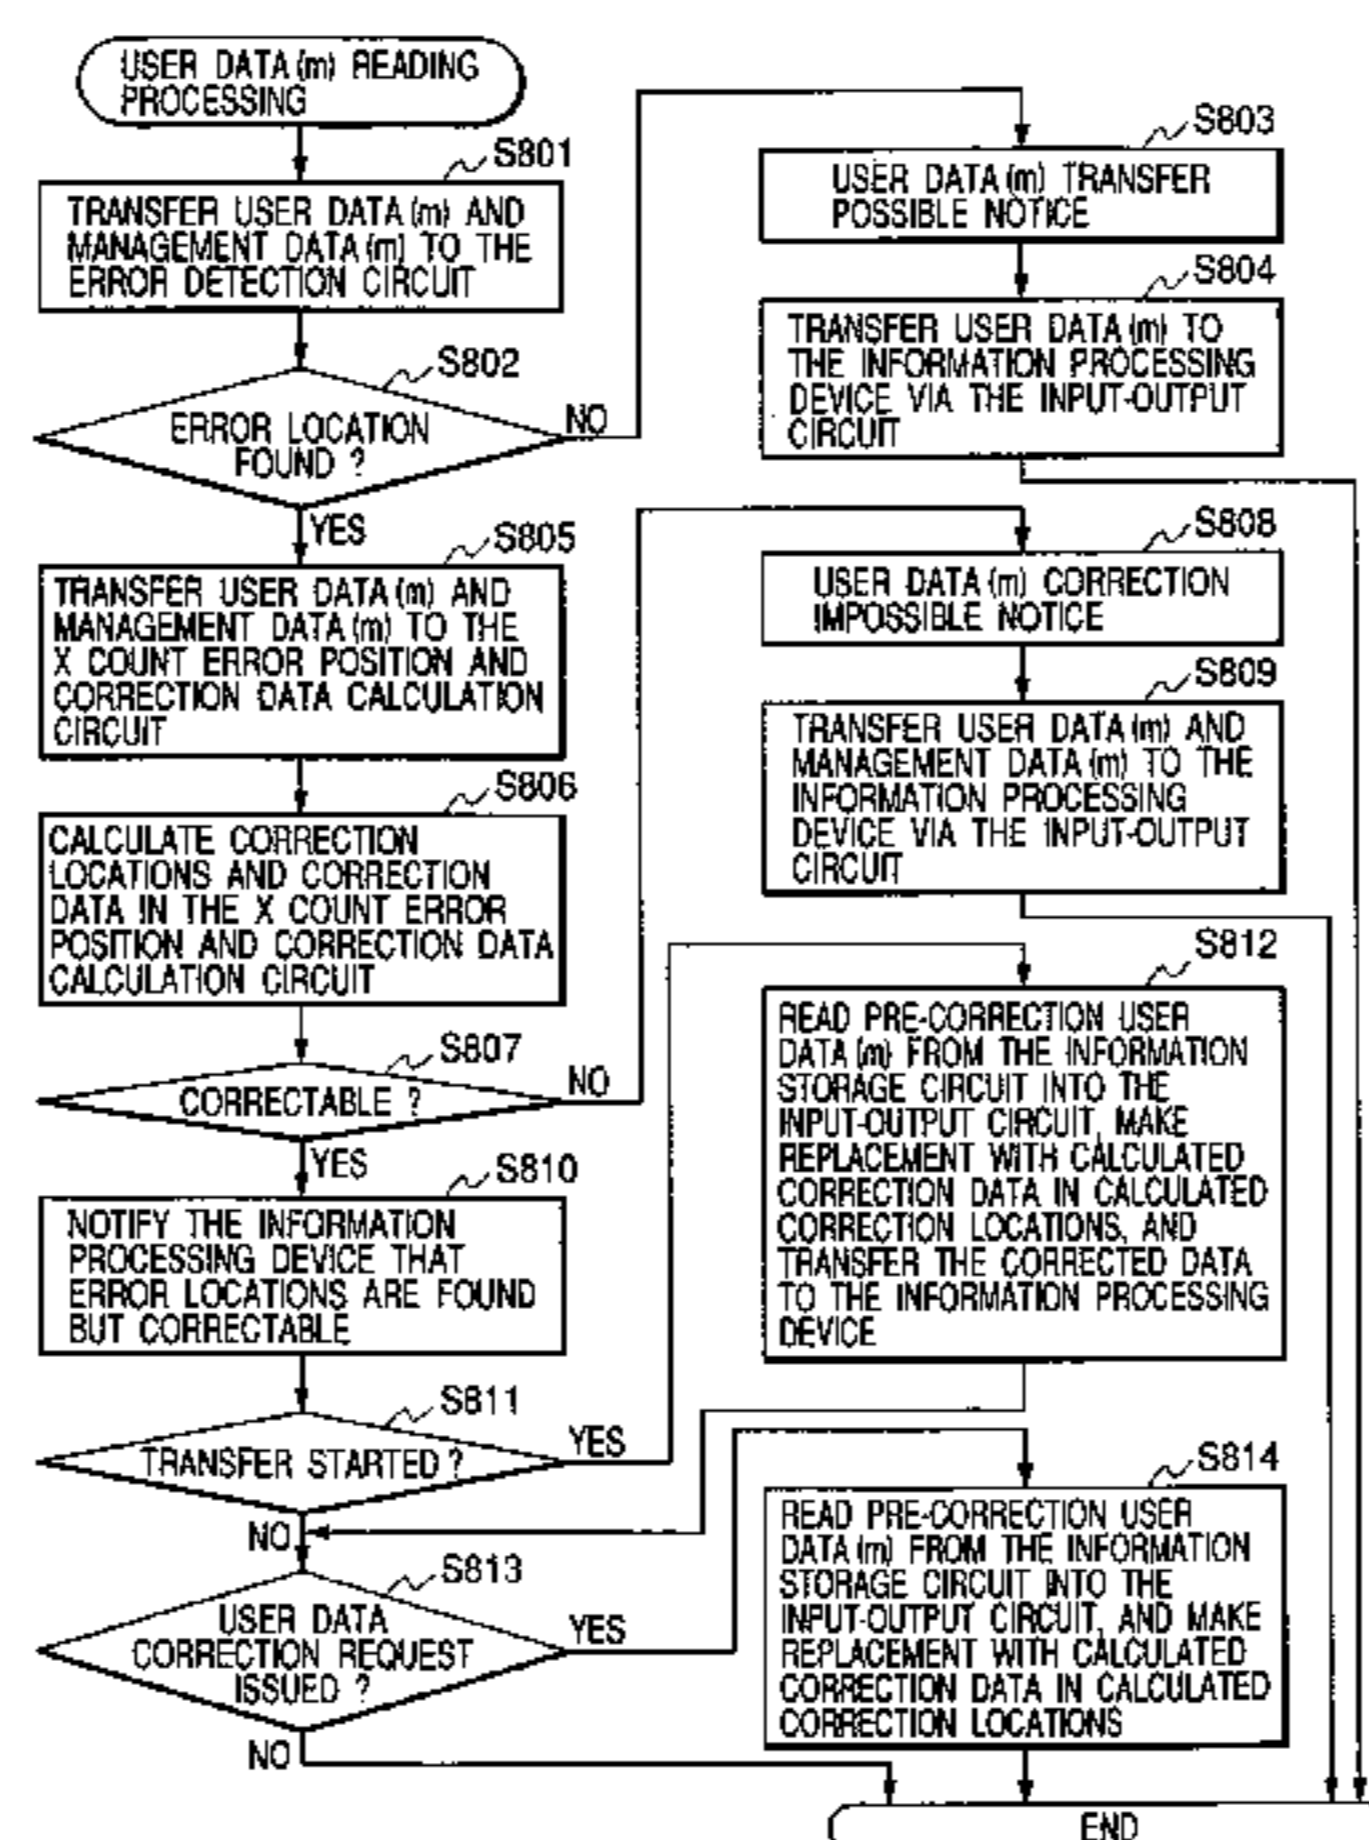 USER DATA (m) READING
PROCESSING
S801
TRANSFER USER DATA (m) AND
MANAGEMENT DATA (m) TO THE
ERROR DETECTION CIRCUIT
S802
ERROR LOCATION
FOUND ?
NO
YES
S803
USER DATA (m) TRANSFER
POSSIBLE NOTICE
S804
TRANSFER USER DATA (m) TO
THE INFORMATION PROCESSING
DEVICE VIA THE INPUT-OUTPUT
CIRCUIT
S805
TRANSFER USER DATA (m) AND
MANAGEMENT DATA (m) TO THE
X COUNT ERROR POSITION AND
CORRECTION DATA CALCULATION
CIRCUIT
S806
CALCULATE CORRECTION
LOCATIONS AND CORRECTION
DATA IN THE X COUNT ERROR
POSITION AND CORRECTION DATA
CALCULATION CIRCUIT
S807
CORRECTABLE ?
NO
YES
S808
USER DATA (m) CORRECTION
IMPOSSIBLE NOTICE
S809
TRANSFER USER DATA (m) AND
MANAGEMENT DATA (m) TO THE
INFORMATION PROCESSING
DEVICE VIA THE INPUT-OUTPUT
CIRCUIT
S810
NOTIFY THE INFORMATION
PROCESSING DEVICE THAT
ERROR LOCATIONS ARE FOUND
BUT CORRECTABLE
S811
TRANSFER STARTED ?
YES
NO
S812
READ PRE-CORRECTION USER
DATA (m) FROM THE INFORMATION
STORAGE CIRCUIT INTO THE
INPUT-OUTPUT CIRCUIT, MAKE
REPLACEMENT WITH CALCULATED
CORRECTION DATA IN CALCULATED
CORRECTION LOCATIONS, AND
TRANSFER THE CORRECTED DATA
TO THE INFORMATION PROCESSING
DEVICE
S813
USER DATA
CORRECTION REQUEST
ISSUED ?
YES
NO
S814
READ PRE-CORRECTION USER
DATA (m) FROM THE INFORMATION
STORAGE CIRCUIT INTO THE
INPUT-OUTPUT CIRCUIT, AND MAKE
REPLACEMENT WITH CALCULATED
CORRECTION DATA IN CALCULATED
CORRECTION LOCATIONS
END